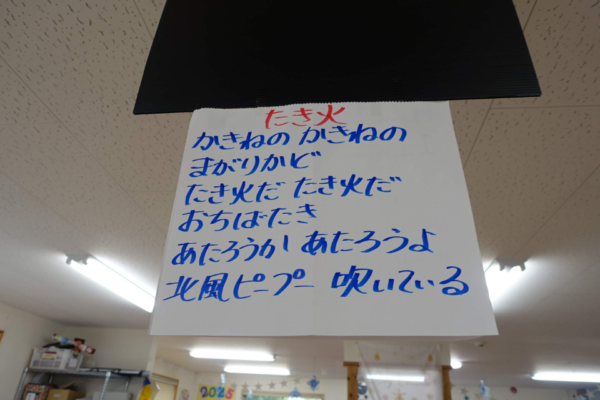 たき火
かきねの かきねの
まがりかど
たき火だ たき火だ
おちばたき
あたろうか あたろうよ
北風ピープー 吹いている
2025